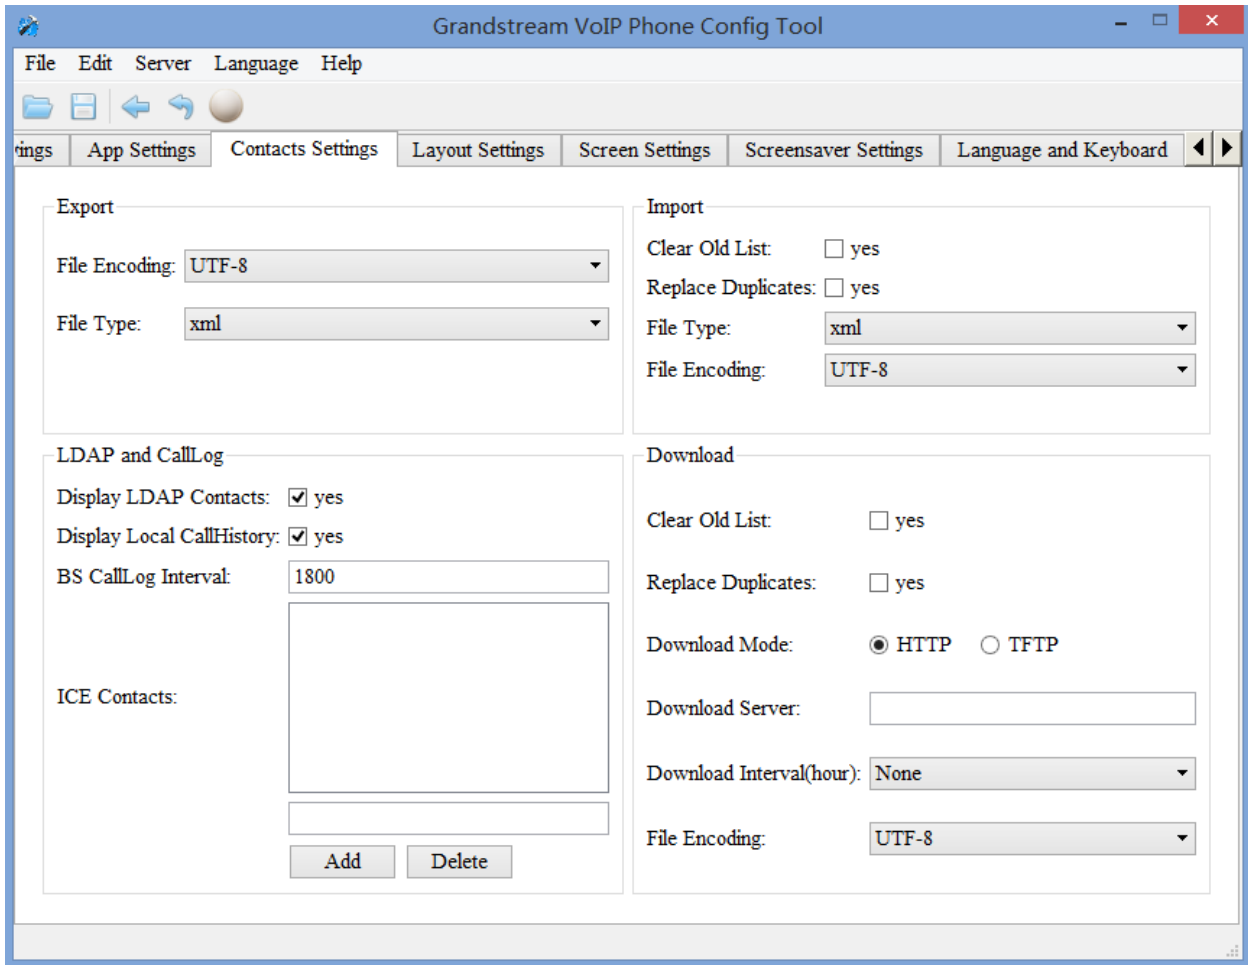 Grandstream VoIP Phone Config Tool
File Edit Server Language Help
App Settings Contacts Settings Layout Settings Screen Settings Screensaver Settings Language and Keyboard
Export
File Encoding: UTF-8
File Type: xml
Import
Clear Old List: yes
Replace Duplicates: yes
File Type: xml
File Encoding: UTF-8
LDAP and CallLog
Display LDAP Contacts: yes
Display Local CallHistory: yes
BS CallLog Interval: 1800
ICE Contacts:
Add Delete
Download
Clear Old List: yes
Replace Duplicates: yes
Download Mode: HTTP TFTP
Download Server:
Download Interval(hour): None
File Encoding: UTF-8